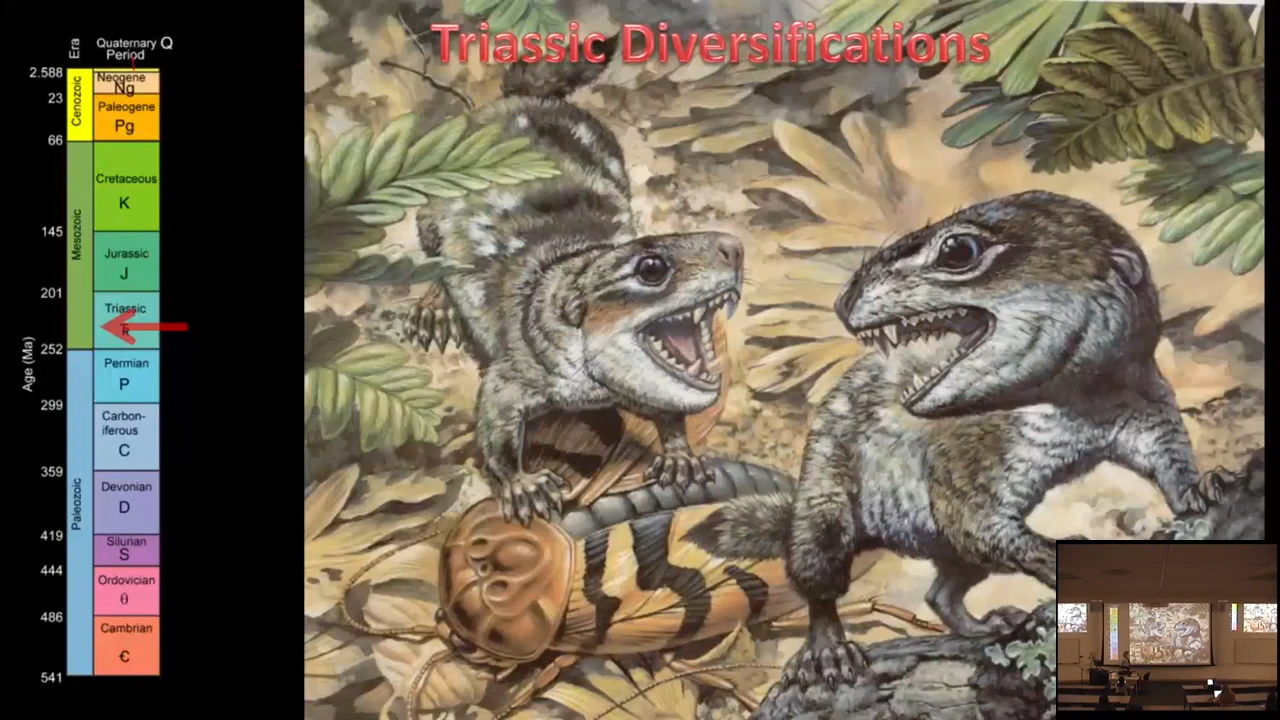 Triassic Diversifications
Era
Quaternary Q
Period
2.588
Neogene
Ng
23
Paleogene
Pg
66
Cenozoic
Cretaceous
K
145
Mesozoic
Jurassic
J
201
Triassic
252
Age (Ma)
Permian
P
299
Carbon-
iferous
C
359
Paleozoic
Devonian
D
419
Silurian
S
444
Ordovician
θ
486
Cambrian
€
541